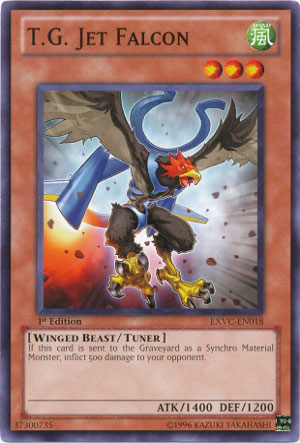 T.G. Jet Falcon
WIND
風
1st Edition
EXVC-EN018
[Winged Beast/Tuner]
If this card is sent to the Graveyard as a Synchro Material
Monster, inflict 500 damage to your opponent.
ATK/1400 DEF/1200
37300735
©1996 KAZUKI TAKAHASHI